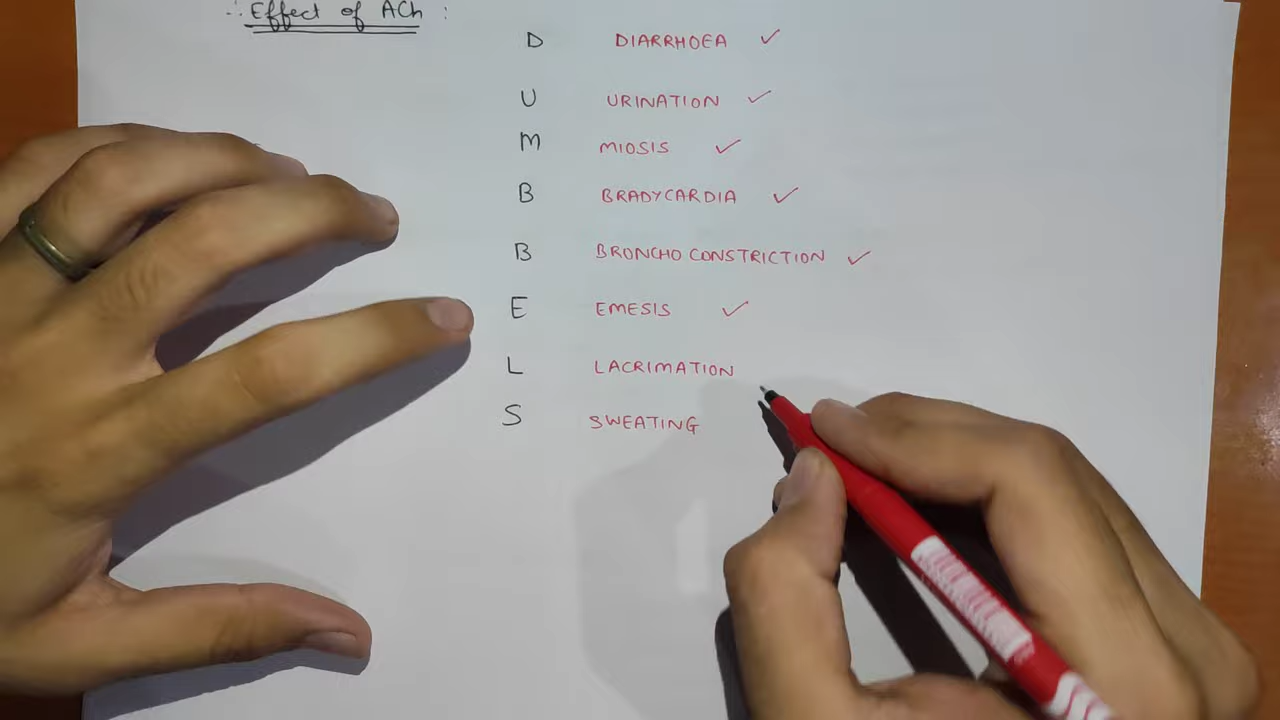 ∴ Effect of ACh :
D DIARRHOEA ✓
U URINATION ✓
M MIOSIS ✓
B BRADYCARDIA ✓
B BRONCHO CONSTRICTION ✓
E EMESIS ✓
L LACRIMATION
S SWEATING